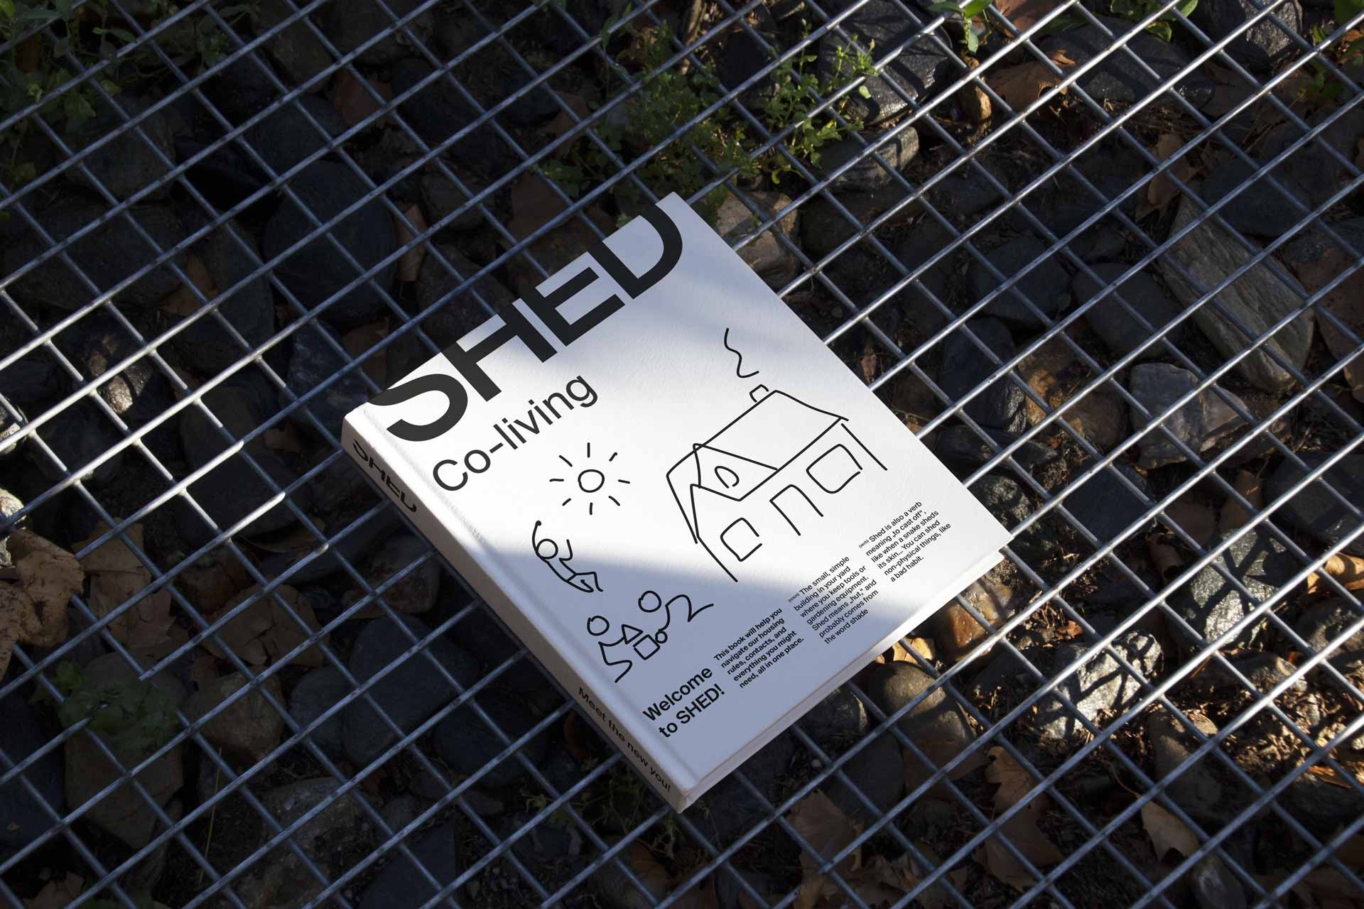 SHED
Co-living
Welcome
to SHED!
This book will help you
navigate our housing
rules, contacts, and
everything you might
need, all in one place.
The small, simple
building in your yard
where you keep tools or
gardening equipment.
Shed means „hut,“ and
probably comes from
the word shade
Shed is also a verb
meaning „to cast off“,
like when a snake sheds
its skin... You can shed
non-physical things, like
a bad habit.
SHED
Meet the new you!